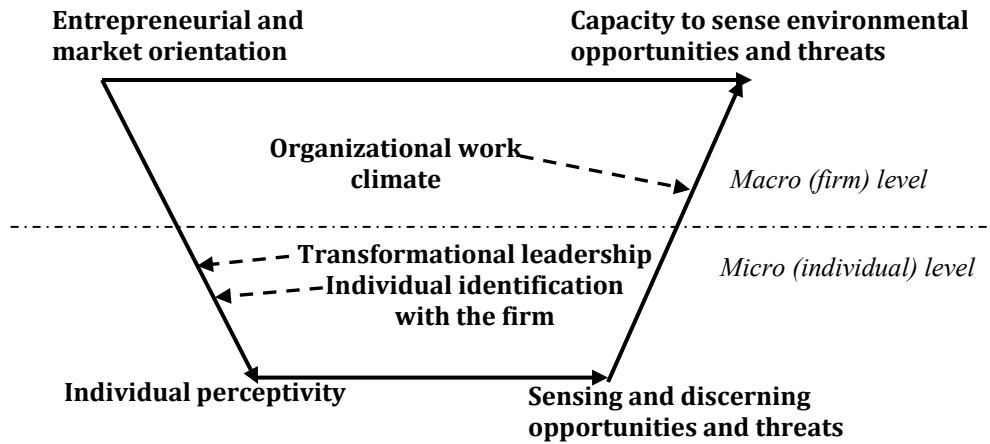 Entrepreneurial and
market orientation
Capacity to sense environmental
opportunities and threats
Organizational work
climate
Macro (firm) level
Transformational leadership
Micro (individual) level
Individual identification
with the firm
Individual perceptivity
Sensing and discerning
opportunities and threats